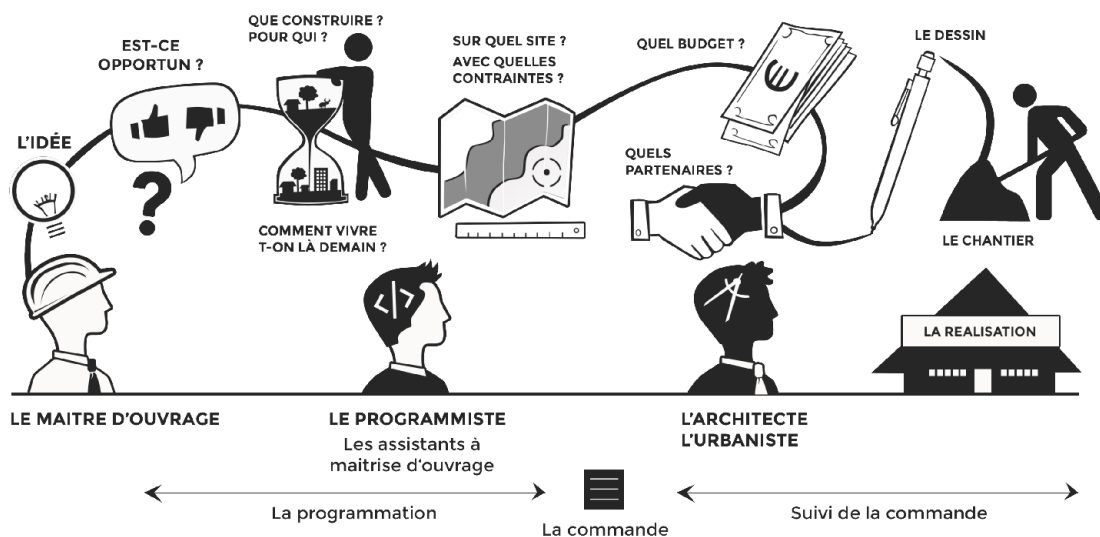 L'IDÉE
EST-CE
OPPORTUN ?
QUE CONSTRUIRE ?
POUR QUI ?
COMMENT VIVRE
T-ON LÀ DEMAIN ?
SUR QUEL SITE ?
AVEC QUELLES
CONTRAINTES ?
QUEL BUDGET ?
€
QUELS
PARTENAIRES ?
LE DESSIN
LE CHANTIER
</>
LA REALISATION
LE MAITRE D'OUVRAGE
LE PROGRAMMISTE
Les assistants à
maitrise d'ouvrage
L'ARCHITECTE
L'URBANISTE
La programmation
La commande
Suivi de la commande